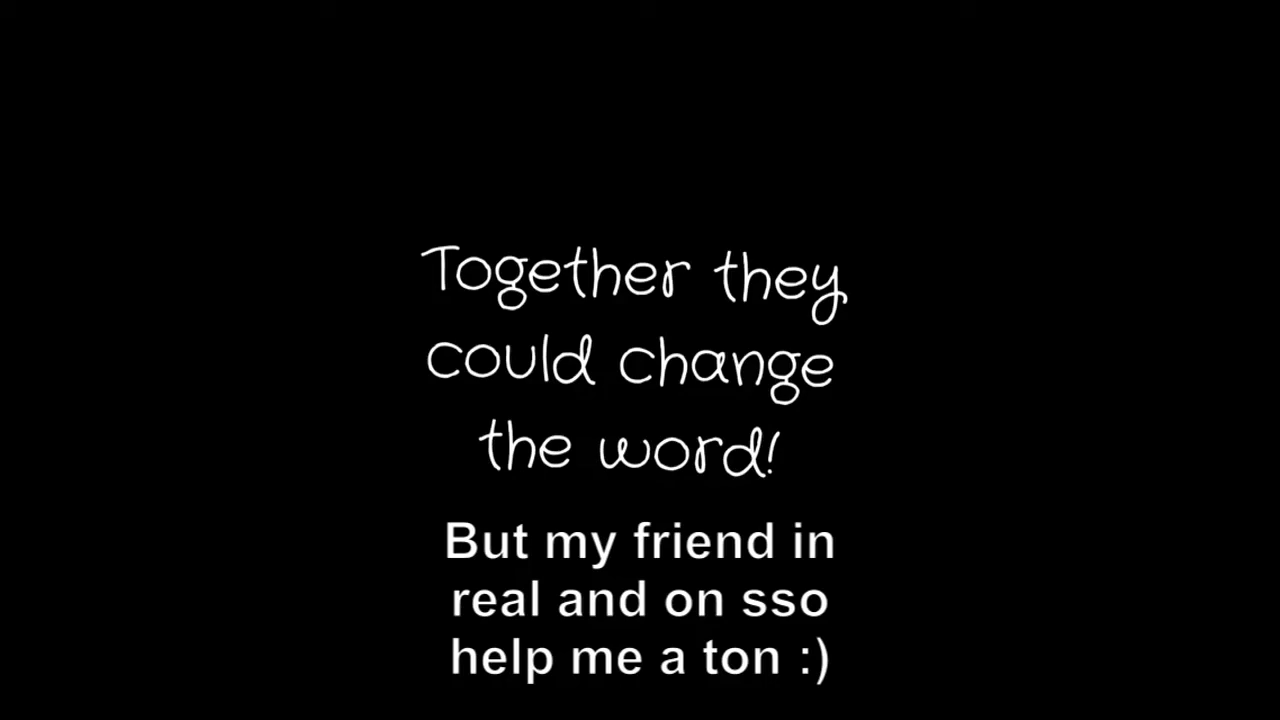 Together they
could change
the word!
But my friend in
real and on sso
help me a ton :)